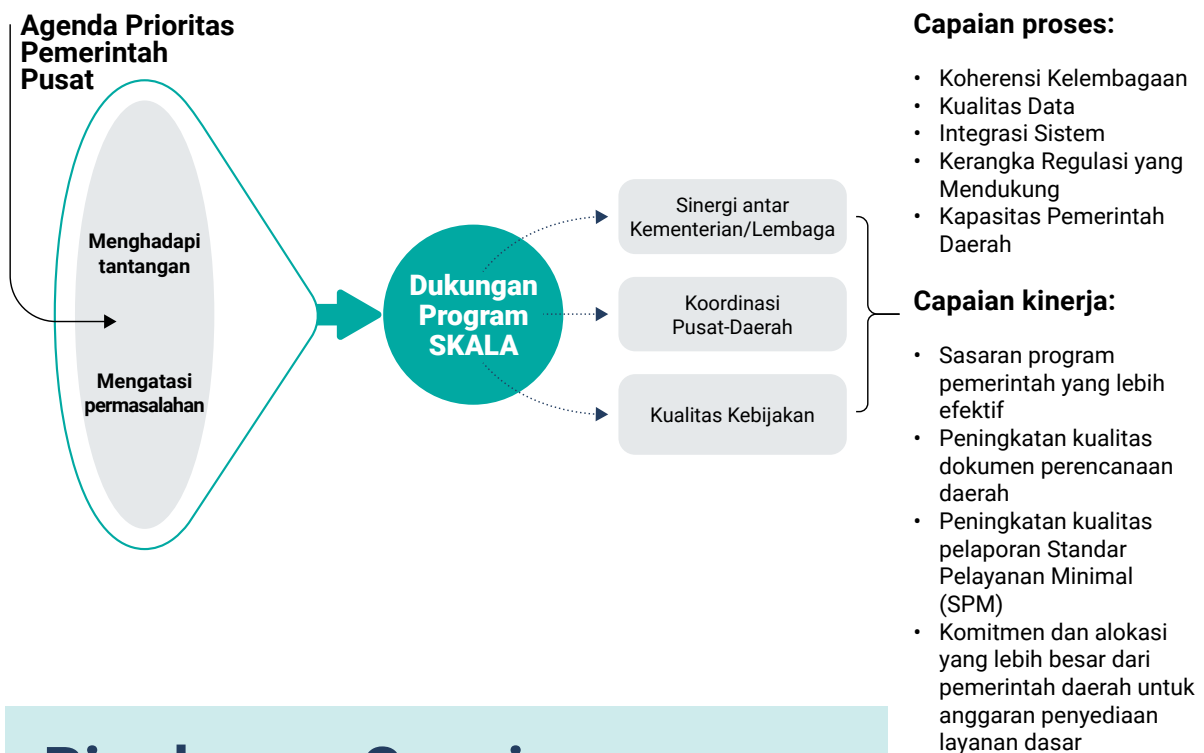 Agenda Prioritas
Pemerintah
Pusat
Menghadapi
tantangan
Mengatasi
permasalahan
Dukungan
Program
SKALA
Sinergi antar
Kementerian/Lembaga
Koordinasi
Pusat-Daerah
Kualitas Kebijakan
Capaian proses:
• Koherensi Kelembagaan
• Kualitas Data
• Integrasi Sistem
• Kerangka Regulasi yang
Mendukung
• Kapasitas Pemerintah
Daerah
Capaian kinerja:
• Sasaran program
pemerintah yang lebih
efektif
• Peningkatan kualitas
dokumen perencanaan
daerah
• Peningkatan kualitas
pelaporan Standar
Pelayanan Minimal
(SPM)
• Komitmen dan alokasi
yang lebih besar dari
pemerintah daerah untuk
anggaran penyediaan
layanan dasar